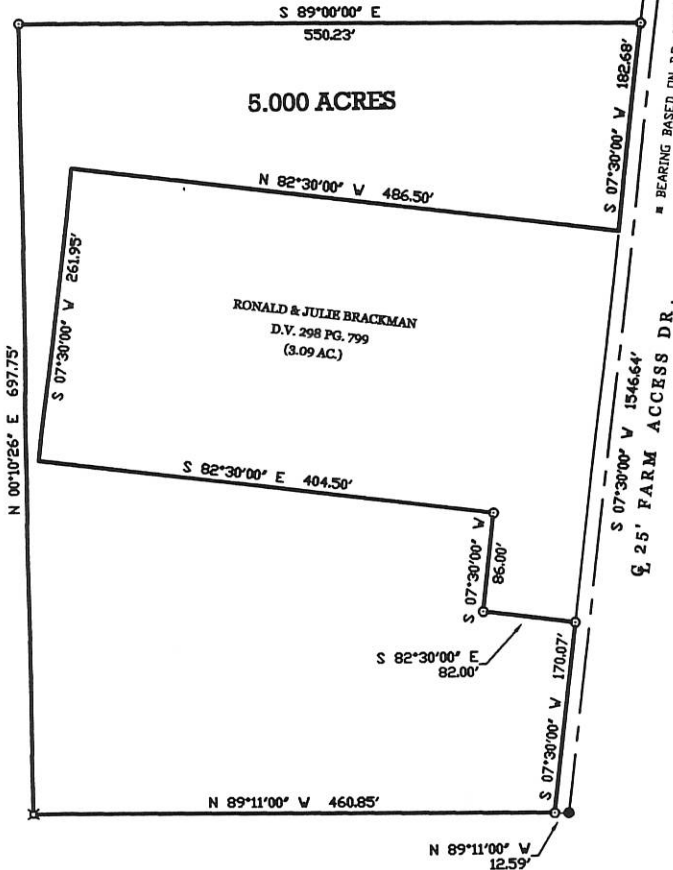 S 89°00'00" E
550.23'
5.000 ACRES
S 07°30'00" W 182.68'
N 82°30'00" W 486.50'
S 07°30'00" W 261.95'
RONALD & JULIE BRACKMAN
D.V. 298 PG. 799
(3.09 AC.)
N 00°10'26" E 697.75'
S 82°30'00" E 404.50'
S 07°30'00" W
86.00'
S 82°30'00" E
82.00'
S 07°30'00" W 170.07'
N 89°11'00" W 460.85'
N 89°11'00" W
12.59'
S 07°30'00" W 1546.64'
℄ 25' FARM ACCESS DR.
BEARING BASED ON